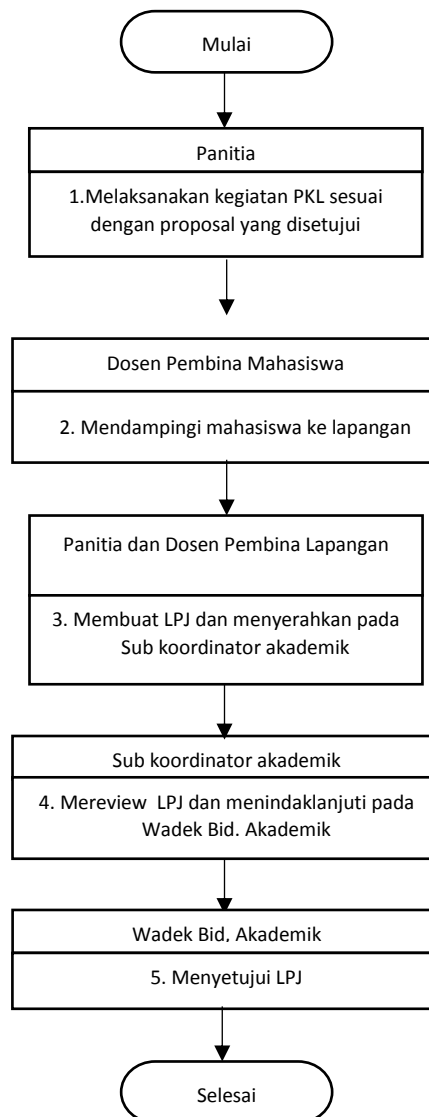 Mulai
Panitia
1.Melaksanakan kegiatan PKL sesuai
dengan proposal yang disetujui
Dosen Pembina Mahasiswa
2. Mendampingi mahasiswa ke lapangan
Panitia dan Dosen Pembina Lapangan
3. Membuat LPJ dan menyerahkan pada
Sub koordinator akademik
Sub koordinator akademik
4. Mereview LPJ dan menindaklanjuti pada
Wadek Bid. Akademik
Wadek Bid, Akademik
5. Menyetujui LPJ
Selesai